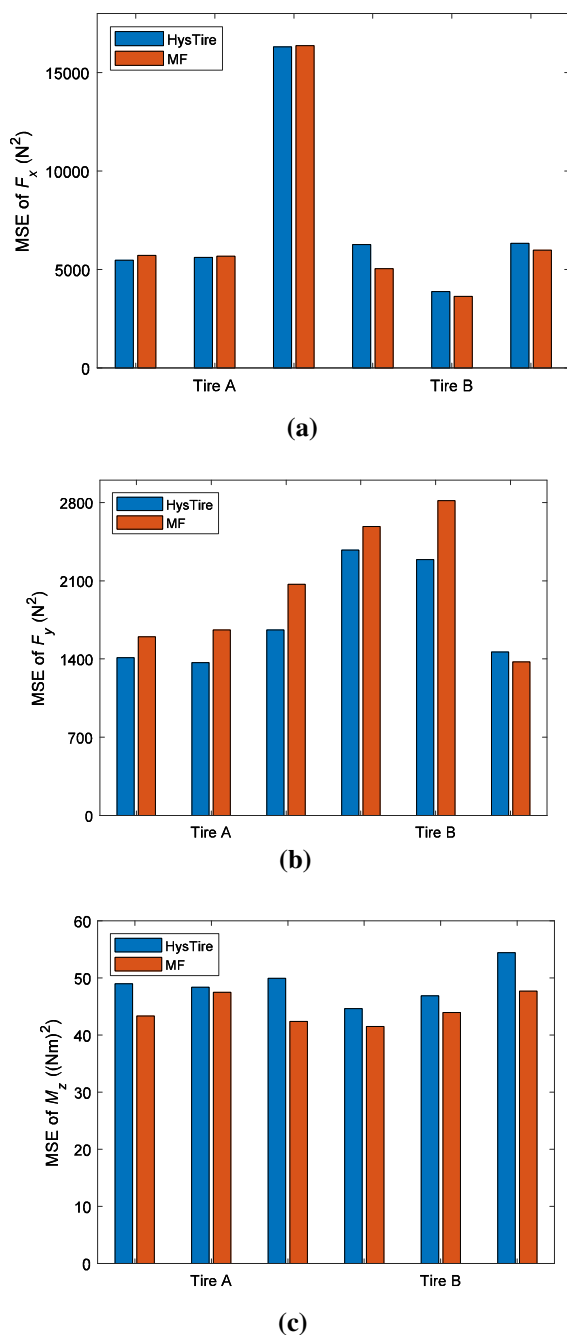 HysTire
MF
MSE of F_x (N^2)
15000
10000
5000
0
Tire A
Tire B
(a)
HysTire
MF
MSE of F_y (N^2)
2800
2100
1400
700
0
Tire A
Tire B
(b)
HysTire
MF
MSE of M_z ((Nm)^2)
60
50
40
30
20
10
0
Tire A
Tire B
(c)